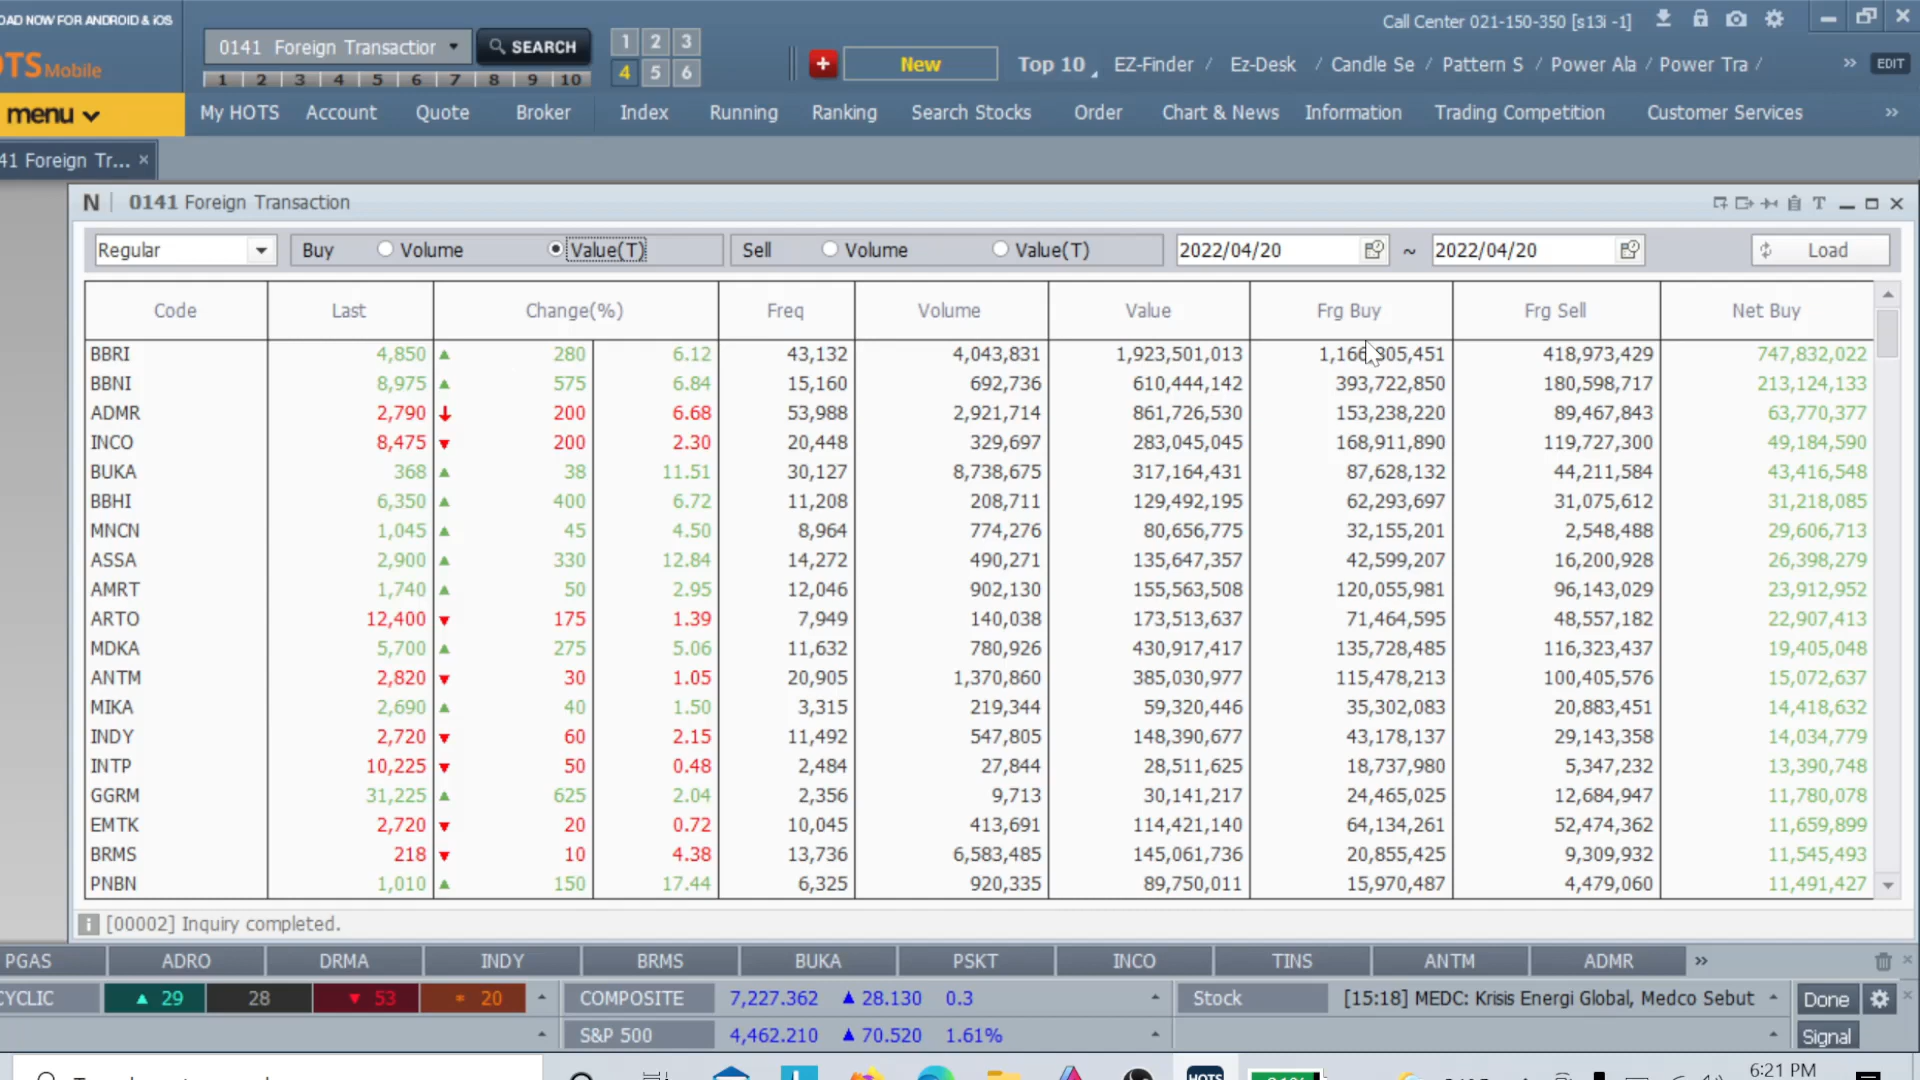 OAD NOW FOR ANDROID & iOS
OTS Mobile
0141 Foreign Transactior SEARCH 1 2 3
1 2 3 4 5 6 7 8 9 10 4 5 6
New Top 10 EZ-Finder / Ez-Desk / Candle Se / Pattern S / Power Ala / Power Tra / » EDIT
Call Center 021-150-350 [s13i -1]
menu My HOTS Account Quote Broker Index Running Ranking Search Stocks Order Chart & News Information Trading Competition Customer Services »
41 Foreign Tr... ×
N 0141 Foreign Transaction T
Regular Buy Volume Value(T) Sell Volume Value(T) 2022/04/20 ~ 2022/04/20 Load
Code Last Change(%) Freq Volume Value Frg Buy Frg Sell Net Buy
BBRI 4,850 ▲ 280 6.12 43,132 4,043,831 1,923,501,013 1,166,305,451 418,973,429 747,832,022
BBNI 8,975 ▲ 575 6.84 15,160 692,736 610,444,142 393,722,850 180,598,717 213,124,133
ADMR 2,790 ↓ 200 6.68 53,988 2,921,714 861,726,530 153,238,220 89,467,843 63,770,377
INCO 8,475 ▼ 200 2.30 20,448 329,697 283,045,045 168,911,890 119,727,300 49,184,590
BUKA 368 ▲ 38 11.51 30,127 8,738,675 317,164,431 87,628,132 44,211,584 43,416,548
BBHI 6,350 ▲ 400 6.72 11,208 208,711 129,492,195 62,293,697 31,075,612 31,218,085
MNCN 1,045 ▲ 45 4.50 8,964 774,276 80,656,775 32,155,201 2,548,488 29,606,713
ASSA 2,900 ▲ 330 12.84 14,272 490,271 135,647,357 42,599,207 16,200,928 26,398,279
AMRT 1,740 ▲ 50 2.95 12,046 902,130 155,563,508 120,055,981 96,143,029 23,912,952
ARTO 12,400 ▼ 175 1.39 7,949 140,038 173,513,637 71,464,595 48,557,182 22,907,413
MDKA 5,700 ▲ 275 5.06 11,632 780,926 430,917,417 135,728,485 116,323,437 19,405,048
ANTM 2,820 ▼ 30 1.05 20,905 1,370,860 385,030,977 115,478,213 100,405,576 15,072,637
MIKA 2,690 ▲ 40 1.50 3,315 219,344 59,320,446 35,302,083 20,883,451 14,418,632
INDY 2,720 ▼ 60 2.15 11,492 547,805 148,390,677 43,178,137 29,143,358 14,034,779
INTP 10,225 ▼ 50 0.48 2,484 27,844 28,511,625 18,737,980 5,347,232 13,390,748
GGRM 31,225 ▲ 625 2.04 2,356 9,713 30,141,217 24,465,025 12,684,947 11,780,078
EMTK 2,720 ▼ 20 0.72 10,045 413,691 114,421,140 64,134,261 52,474,362 11,659,899
BRMS 218 ▼ 10 4.38 13,736 6,583,485 145,061,736 20,855,425 9,309,932 11,545,493
PNBN 1,010 ▲ 150 17.44 6,325 920,335 89,750,011 15,970,487 4,479,060 11,491,427
[00002] Inquiry completed.
PGAS ADRO DRMA INDY BRMS BUKA PSKT INCO TINS ANTM ADMR »
CYCLIC ▲ 29 28 ▼ 53 20 COMPOSITE 7,227.362 ▲ 28.130 0.3 Stock [15:18] MEDC: Krisis Energi Global, Medco Sebut Done
S&P 500 4,462.210 ▲ 70.520 1.61% Signal
HOTS 6:21 PM